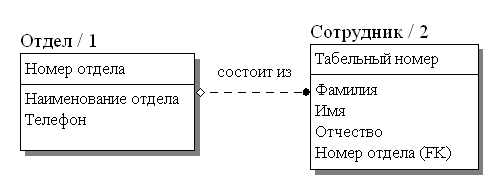 Отдел / 1
Номер отдела
Наименование отдела
Телефон
состоит из
Сотрудник / 2
Табельный номер
Фамилия
Имя
Отчество
Номер отдела (FK)